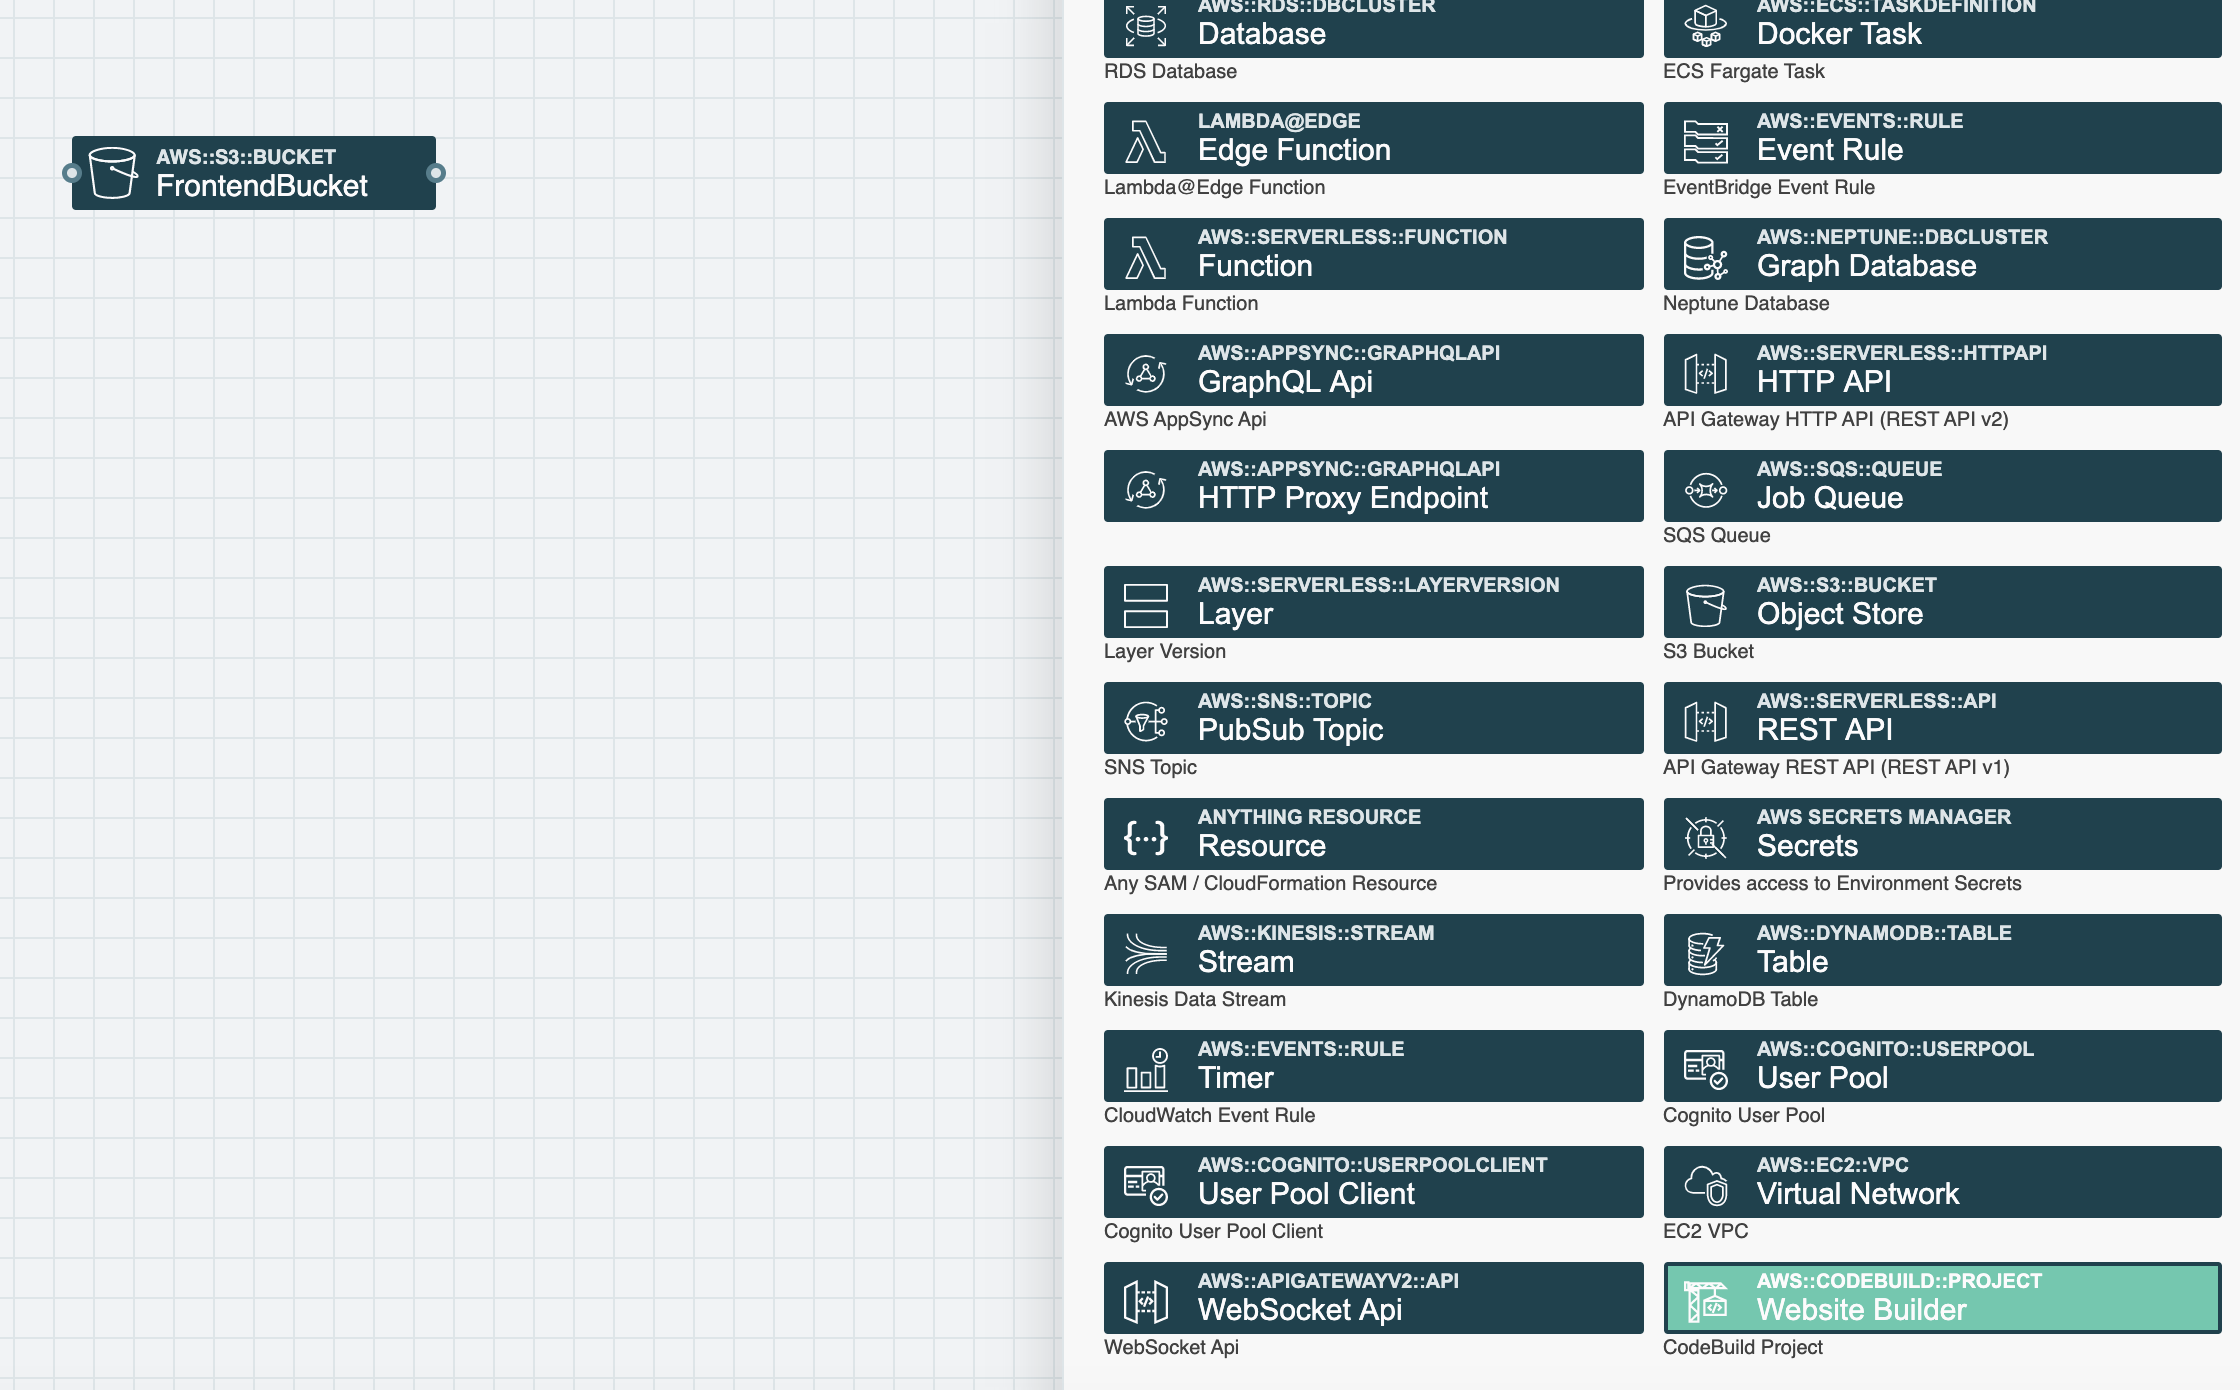 AWS::S3::BUCKET
FrontendBucket
AWS::RDS::DBCLUSTER
Database
RDS Database
AWS::ECS::TASKDEFINITION
Docker Task
ECS Fargate Task
LAMBDA@EDGE
Edge Function
Lambda@Edge Function
AWS::EVENTS::RULE
Event Rule
EventBridge Event Rule
AWS::SERVERLESS::FUNCTION
Function
Lambda Function
AWS::NEPTUNE::DBCLUSTER
Graph Database
Neptune Database
AWS::APPSYNC::GRAPHQLAPI
GraphQL Api
AWS AppSync Api
AWS::SERVERLESS::HTTPAPI
HTTP API
API Gateway HTTP API (REST API v2)
AWS::APPSYNC::GRAPHQLAPI
HTTP Proxy Endpoint
AWS::SQS::QUEUE
Job Queue
SQS Queue
AWS::SERVERLESS::LAYERVERSION
Layer
Layer Version
AWS::S3::BUCKET
Object Store
S3 Bucket
AWS::SNS::TOPIC
PubSub Topic
SNS Topic
AWS::SERVERLESS::API
REST API
API Gateway REST API (REST API v1)
ANYTHING RESOURCE
Resource
Any SAM / CloudFormation Resource
AWS SECRETS MANAGER
Secrets
Provides access to Environment Secrets
AWS::KINESIS::STREAM
Stream
Kinesis Data Stream
AWS::DYNAMODB::TABLE
Table
DynamoDB Table
AWS::EVENTS::RULE
Timer
CloudWatch Event Rule
AWS::COGNITO::USERPOOL
User Pool
Cognito User Pool
AWS::COGNITO::USERPOOLCLIENT
User Pool Client
Cognito User Pool Client
AWS::EC2::VPC
Virtual Network
EC2 VPC
AWS::APIGATEWAYV2::API
WebSocket Api
WebSocket Api
AWS::CODEBUILD::PROJECT
Website Builder
CodeBuild Project